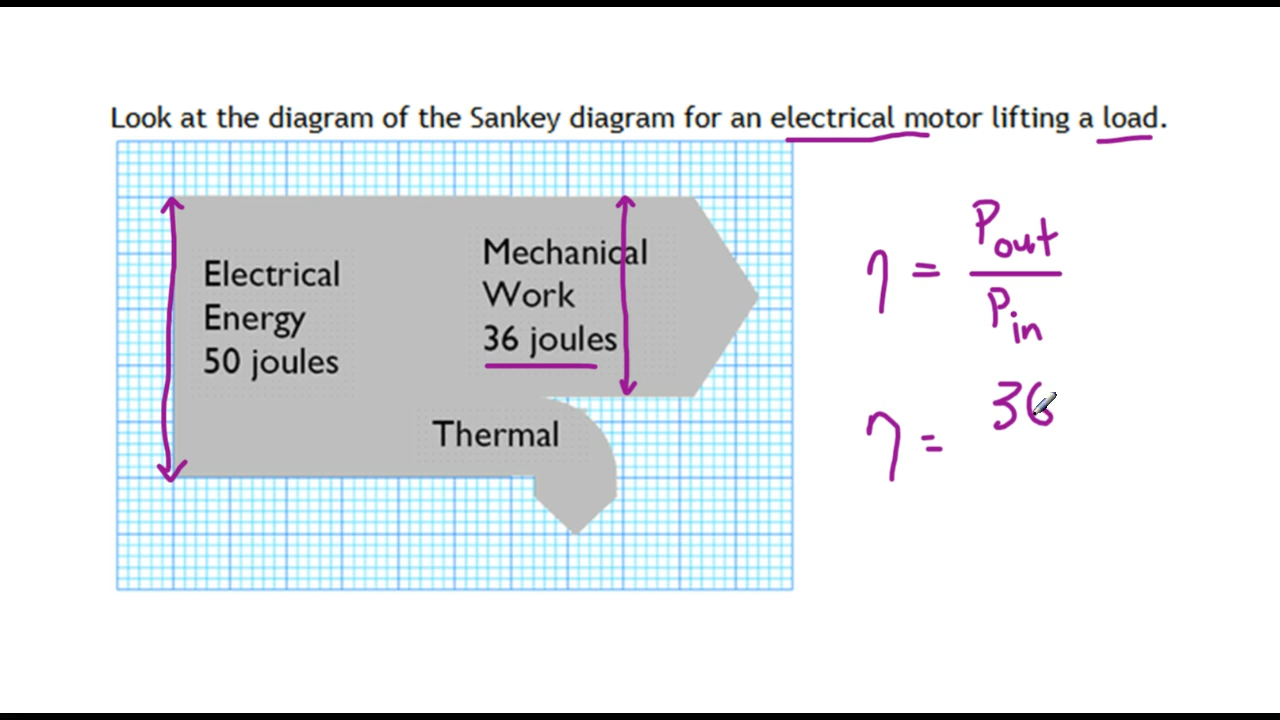 Look at the diagram of the Sankey diagram for an electrical motor lifting a load.
Electrical
Energy
50 joules
Mechanical
Work
36 joules
Thermal
η = Pout
Pin
η = 36